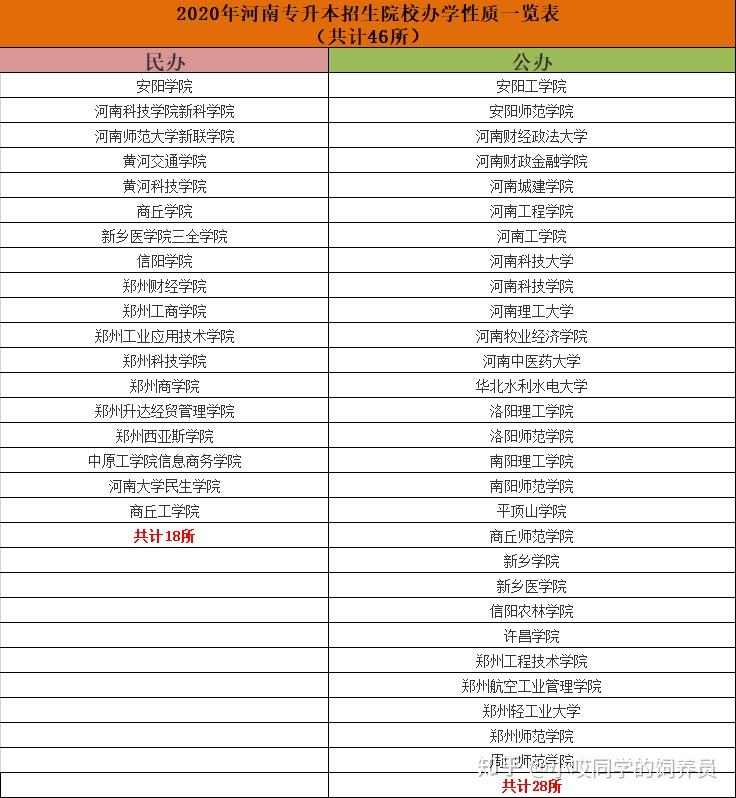 2020年河南专升本招生院校办学性质一览表
（共计46所）
民办 公办
安阳学院 安阳工学院
河南科技学院新科学院 安阳师范学院
河南师范大学新联学院 河南财经政法大学
黄河交通学院 河南财政金融学院
黄河科技学院 河南城建学院
商丘学院 河南工程学院
新乡医学院三全学院 河南工学院
信阳学院 河南科技大学
郑州财经学院 河南科技学院
郑州工商学院 河南理工大学
郑州工业应用技术学院 河南牧业经济学院
郑州科技学院 河南中医药大学
郑州商学院 华北水利水电大学
郑州升达经贸管理学院 洛阳理工学院
郑州西亚斯学院 洛阳师范学院
中原工学院信息商务学院 南阳理工学院
河南大学民生学院 南阳师范学院
商丘工学院 平顶山学院
共计18所 商丘师范学院
新乡学院
新乡医学院
信阳农林学院
许昌学院
郑州工程技术学院
郑州航空工业管理学院
郑州轻工业大学
郑州师范学院
周口师范学院
知乎 @小哎同学的饲养员
共计28所